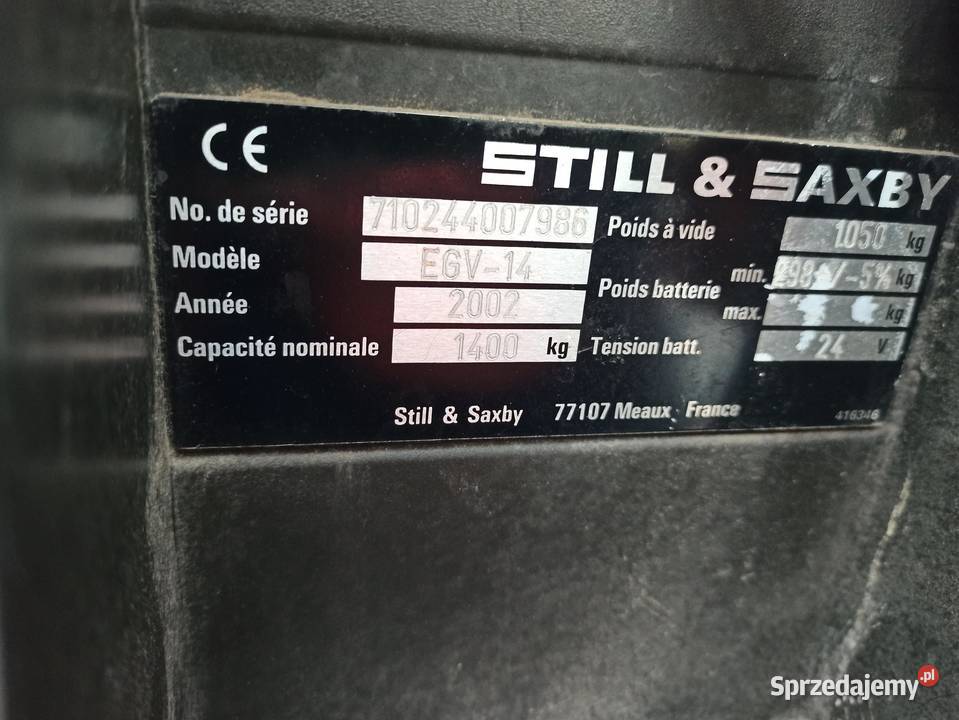 CE
STILL & SAXBY
No. de série 710244007986
Modèle EGV-14
Année 2002
Capacité nominale 1400 kg
Poids à vide 1050 kg
Poids batterie min. -5% kg
max. kg
Tension batt. 24 V
Still & Saxby 77107 Meaux France
416346
Sprzedajemy.pl